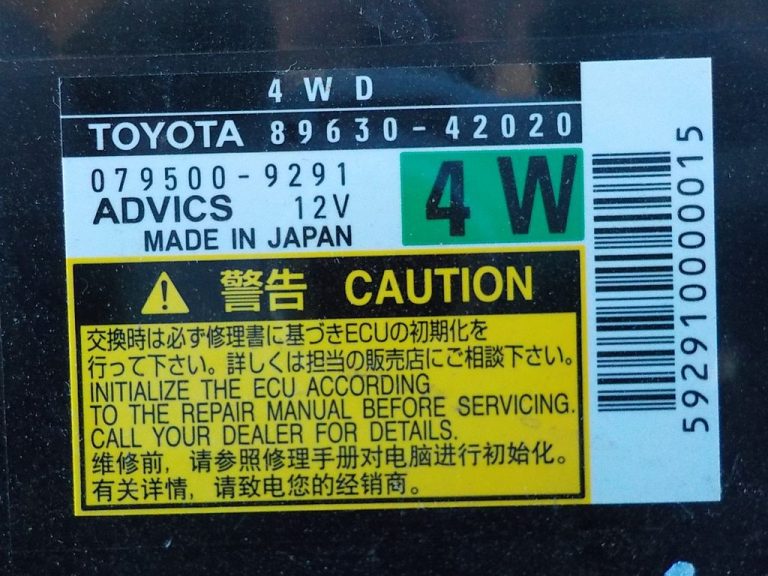 4WD
TOYOTA 89630-42020
079500-9291
ADVICS 12V
4W
MADE IN JAPAN
警告 CAUTION
交換時は必ず修理書に基づきECUの初期化を
行って下さい。詳しくは担当の販売店にご相談下さい。
INITIALIZE THE ECU ACCORDING
TO THE REPAIR MANUAL BEFORE SERVICING.
CALL YOUR DEALER FOR DETAILS.
维修前，请参照修理手册对电脑进行初始化。
有关详情，请致电您的经销商。
5929100000015